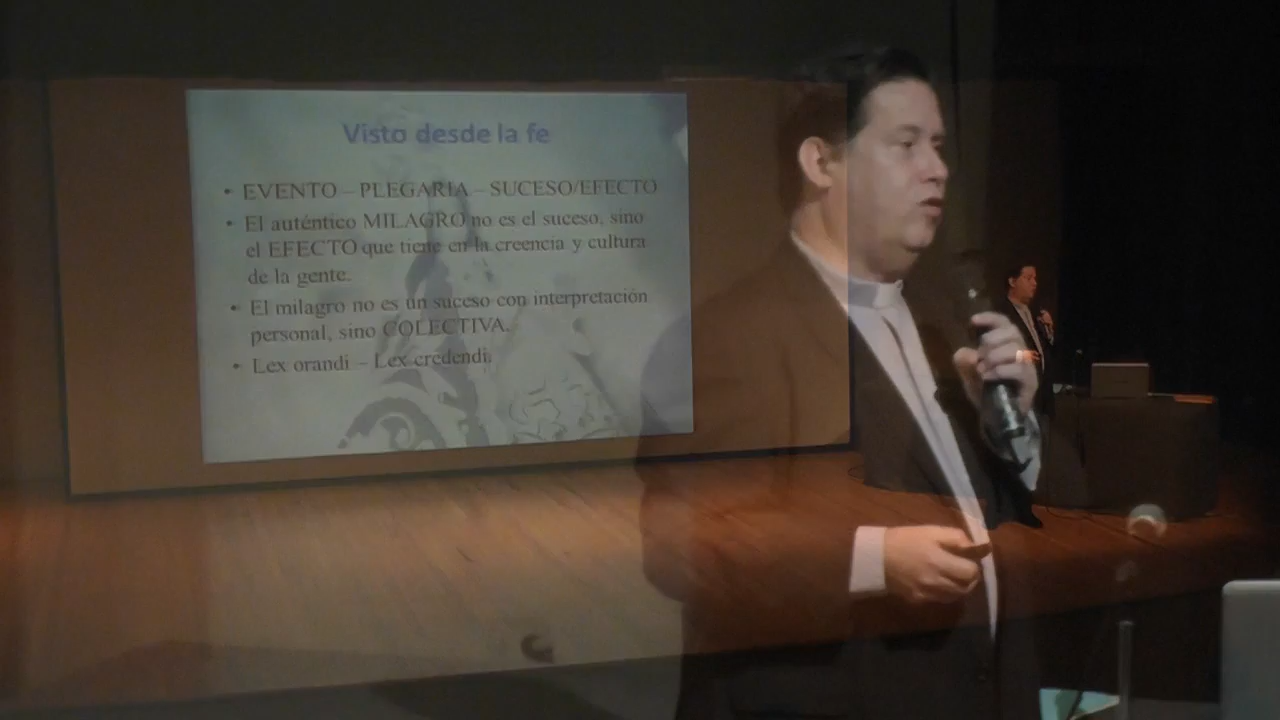 Visto desde la fe
• EVENTO – PLEGARIA – SUCESO/EFECTO
• El auténtico MILAGRO no es el suceso, sino
el EFECTO que tiene en la creencia y cultura
de la gente.
• El milagro no es un suceso con interpretación
personal, sino COLECTIVA.
• Lex orandi – Lex credendi.